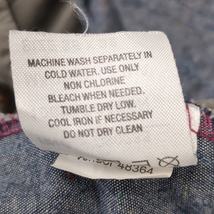 MACHINE WASH SEPARATELY IN
COLD WATER. USE ONLY
NON CHLORINE
BLEACH WHEN NEEDED.
TUMBLE DRY LOW.
COOL IRON IF NECESSARY
DO NOT DRY CLEAN
48364